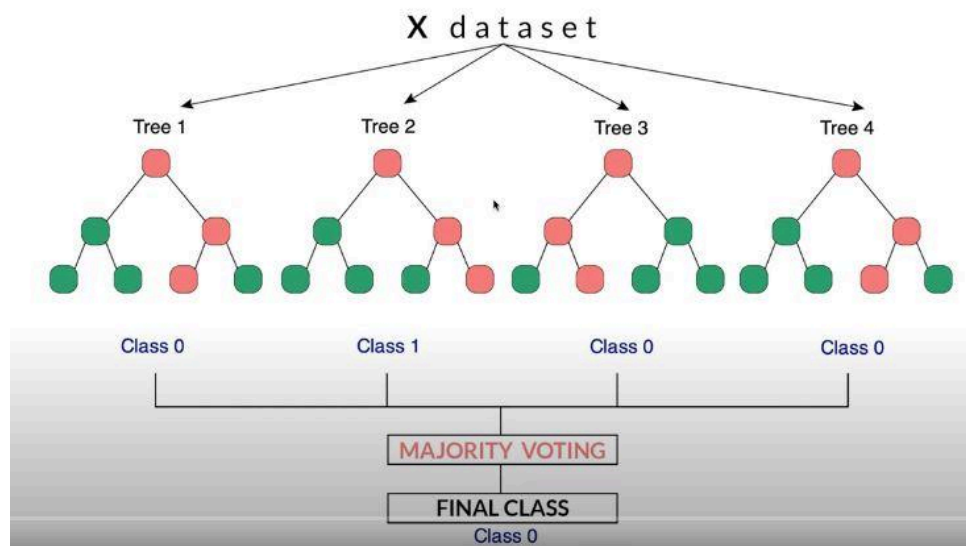 X dataset
Tree 1 Tree 2 Tree 3 Tree 4
Class 0 Class 1 Class 0 Class 0
MAJORITY VOTING
FINAL CLASS
Class 0